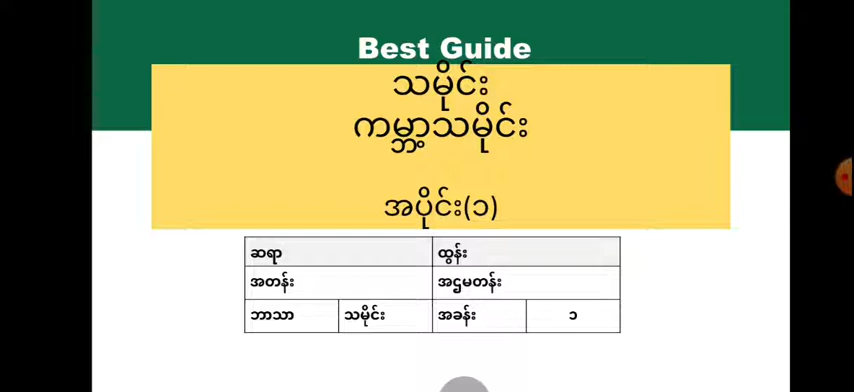 Best Guide
သမိုင်း
ကမ္ဘာ့သမိုင်း
အပိုင်း(၁)
ဆရာ ထွန်း
အတန်း အဌမတန်း
ဘာသာ သမိုင်း အခန်း ၁